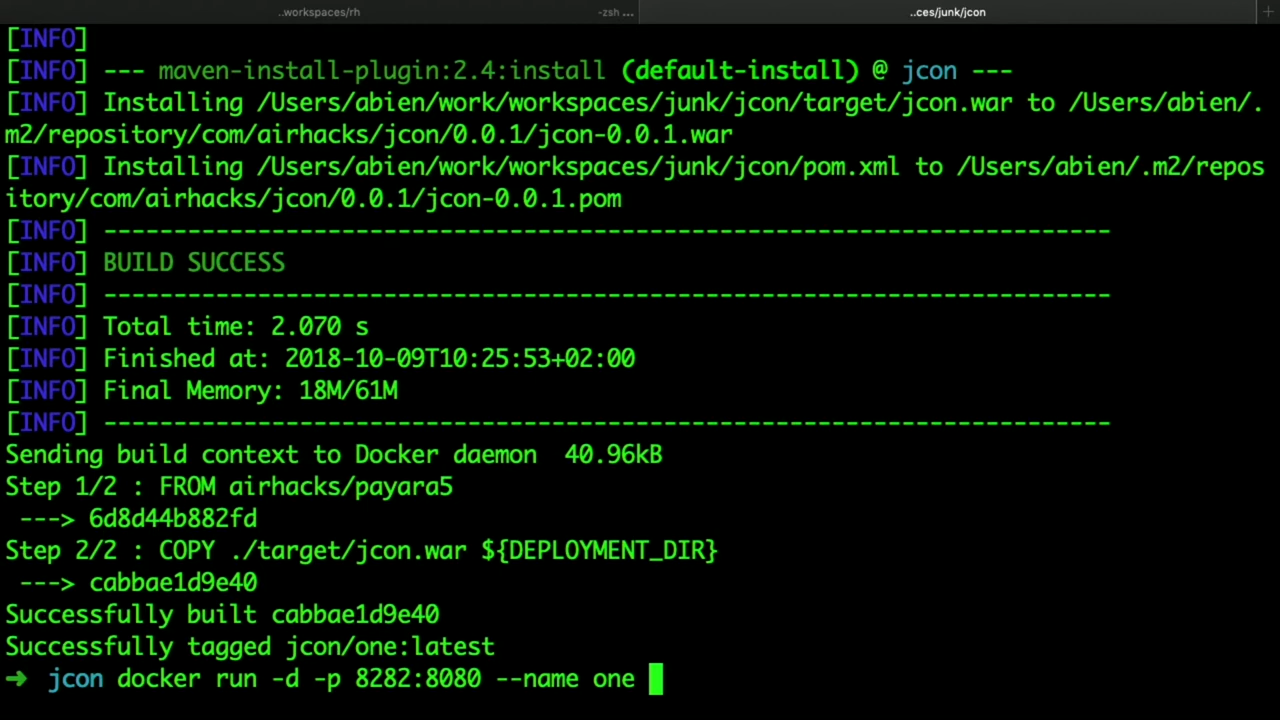 ..workspaces/rh
-zsh ...
..ces/junk/jcon
+
[INFO]
[INFO] --- maven-install-plugin:2.4:install (default-install) @ jcon ---
[INFO] Installing /Users/abien/work/workspaces/junk/jcon/target/jcon.war to /Users/abien/.
m2/repository/com/airhacks/jcon/0.0.1/jcon-0.0.1.war
[INFO] Installing /Users/abien/work/workspaces/junk/jcon/pom.xml to /Users/abien/.m2/repos
itory/com/airhacks/jcon/0.0.1/jcon-0.0.1.pom
[INFO] ------------------------------------------------------------------------
[INFO] BUILD SUCCESS
[INFO] ------------------------------------------------------------------------
[INFO] Total time: 2.070 s
[INFO] Finished at: 2018-10-09T10:25:53+02:00
[INFO] Final Memory: 18M/61M
[INFO] ------------------------------------------------------------------------
Sending build context to Docker daemon  40.96kB
Step 1/2 : FROM airhacks/payara5
 ---> 6d8d44b882fd
Step 2/2 : COPY ./target/jcon.war ${DEPLOYMENT_DIR}
 ---> cabbae1d9e40
Successfully built cabbae1d9e40
Successfully tagged jcon/one:latest
➜  jcon docker run -d -p 8282:8080 --name one